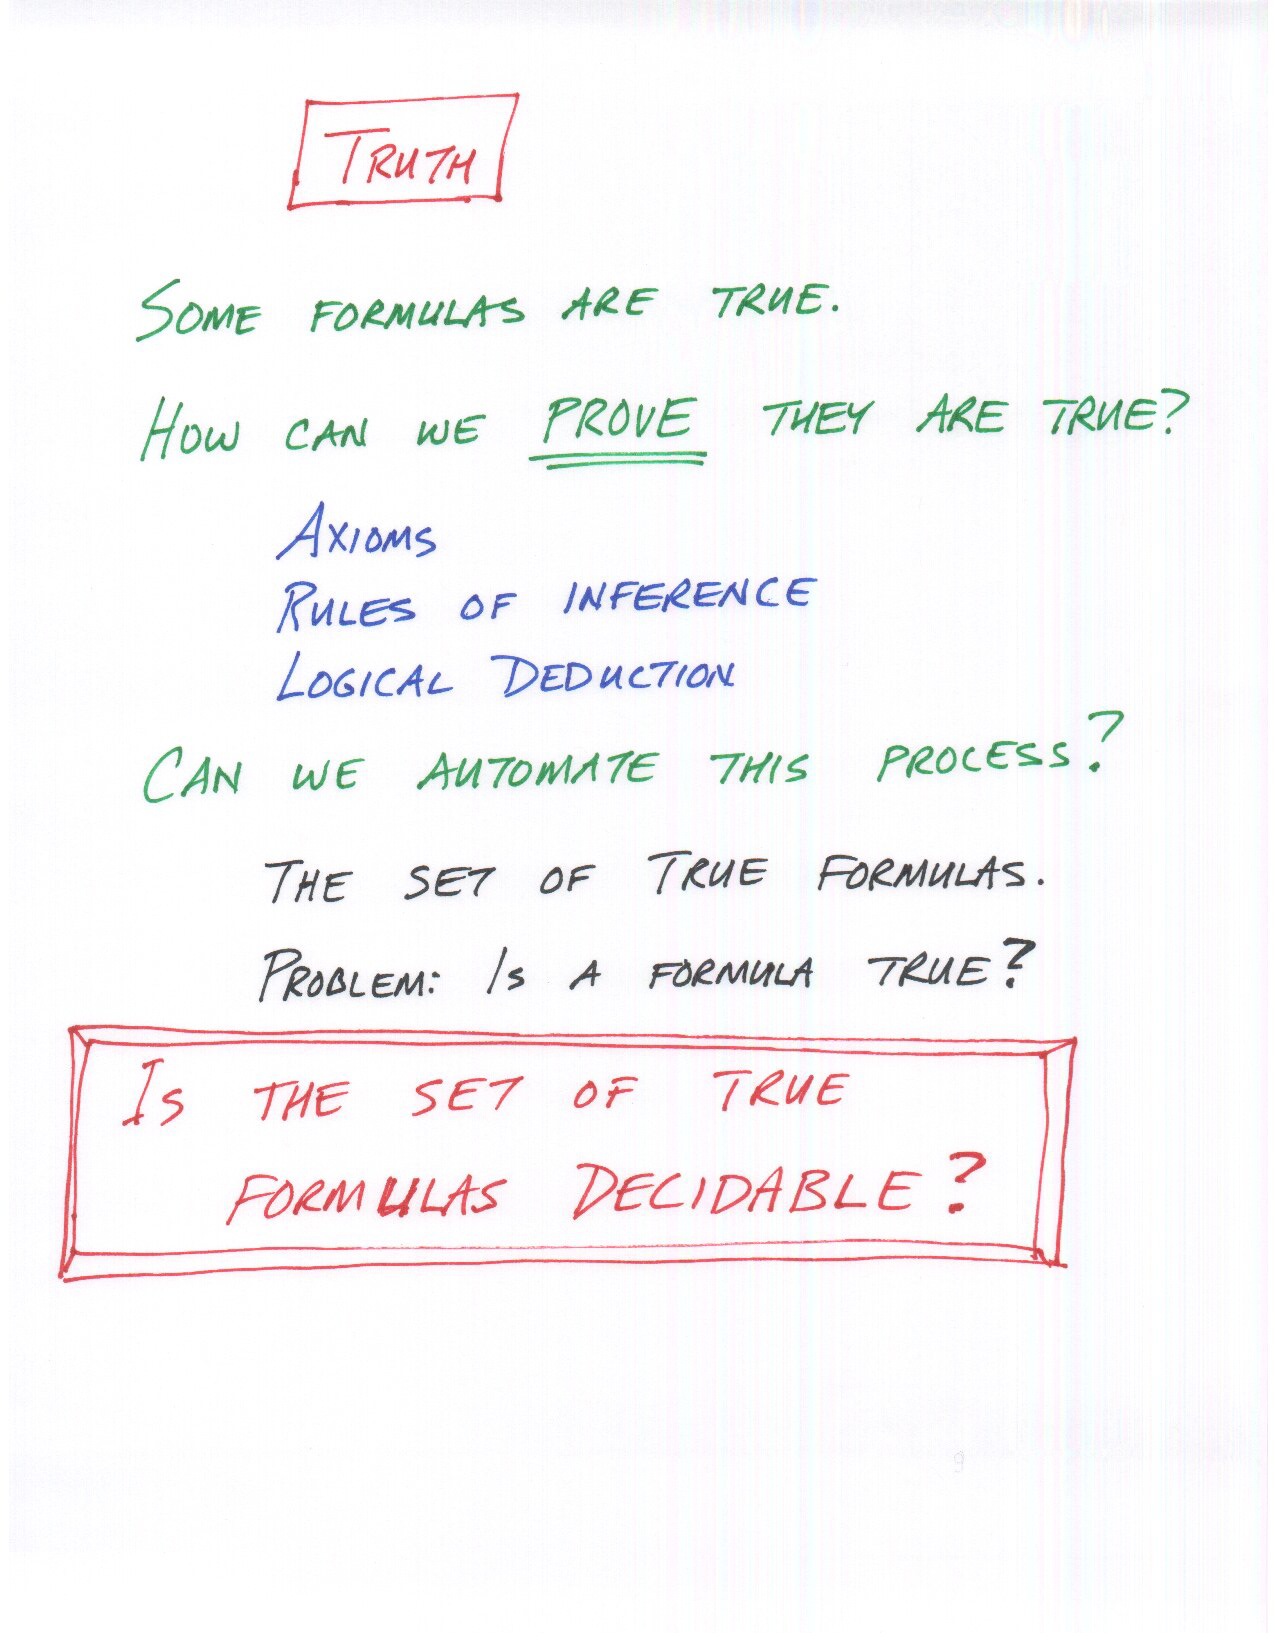 TRUTH
SOME FORMULAS ARE TRUE.
HOW CAN WE PROVE THEY ARE TRUE?
AXIOMS
RULES OF INFERENCE
LOGICAL DEDUCTION
CAN WE AUTOMATE THIS PROCESS?
THE SET OF TRUE FORMULAS.
PROBLEM: IS A FORMULA TRUE?
IS THE SET OF TRUE
FORMULAS DECIDABLE?
9